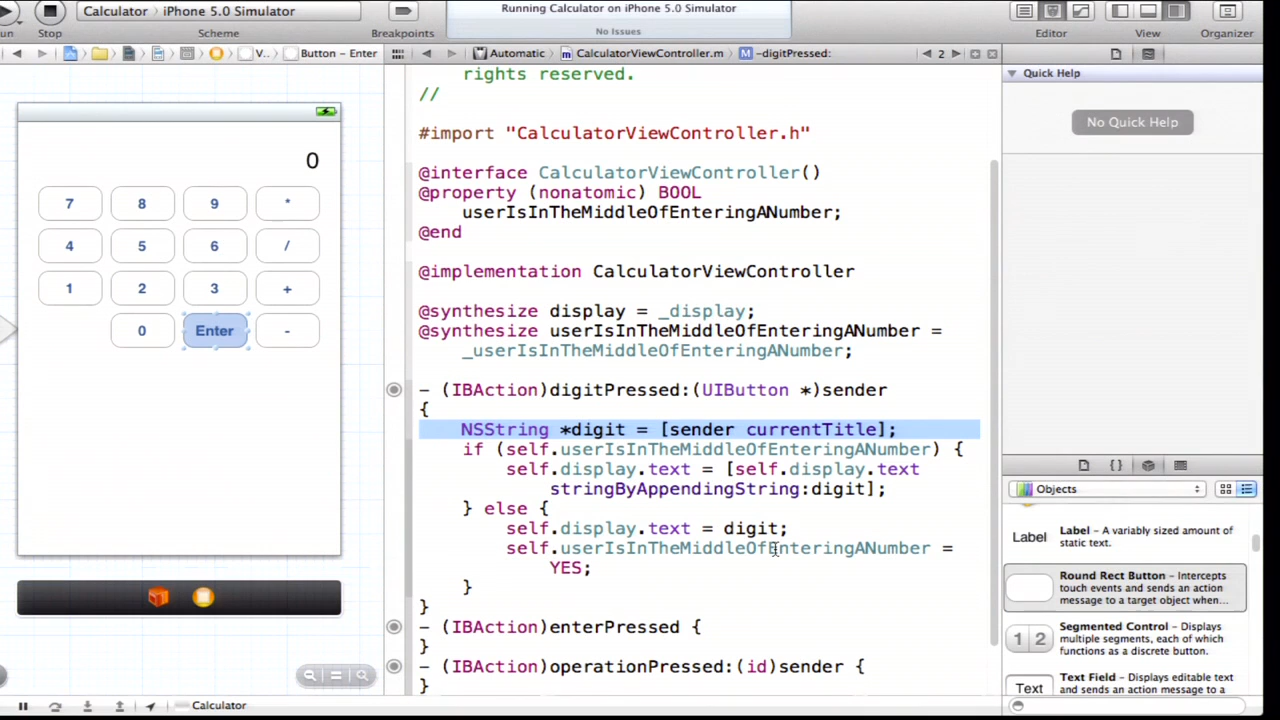 Calculator › iPhone 5.0 Simulator
Running Calculator on iPhone 5.0 Simulator
No Issues
Stop
Scheme
Breakpoints
Editor
View
Organizer
V...
Button - Enter
Automatic
CalculatorViewController.m
M -digitPressed:
2
Quick Help
No Quick Help
0
7 8 9 *
4 5 6 /
1 2 3 +
0 Enter -
rights reserved.
//
#import "CalculatorViewController.h"
@interface CalculatorViewController()
@property (nonatomic) BOOL
userIsInTheMiddleOfEnteringANumber;
@end
@implementation CalculatorViewController
@synthesize display = _display;
@synthesize userIsInTheMiddleOfEnteringANumber =
_userIsInTheMiddleOfEnteringANumber;
- (IBAction)digitPressed:(UIButton *)sender
{
NSString *digit = [sender currentTitle];
if (self.userIsInTheMiddleOfEnteringANumber) {
self.display.text = [self.display.text
stringByAppendingString:digit];
} else {
self.display.text = digit;
self.userIsInTheMiddleOfEnteringANumber =
YES;
}
}
- (IBAction)enterPressed {
}
- (IBAction)operationPressed:(id)sender {
}
{ }
Objects
Label
Label – A variably sized amount of
static text.
Round Rect Button – Intercepts
touch events and sends an action
message to a target object when...
1 2
Segmented Control – Displays
multiple segments, each of which
functions as a discrete button.
Text
Text Field – Displays editable text
and sends an action message to a
Calculator